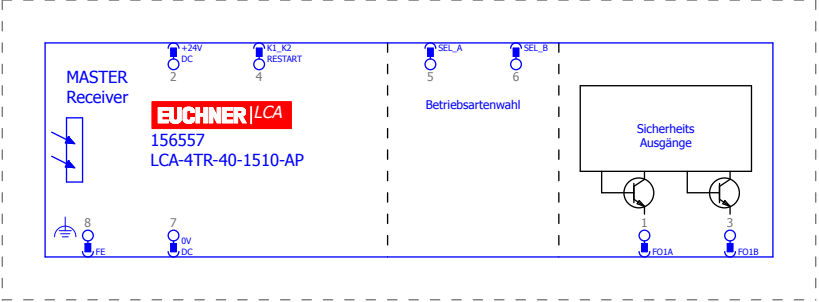 +24V
DC
2
K1_K2
RESTART
4
SEL_A
5
SEL_B
6
MASTER
Receiver
EUCHNER LCA
156557
LCA-4TR-40-1510-AP
Betriebsartenwahl
Sicherheits
Ausgänge
8
FE
7
0V
DC
1
FO1A
3
FO1B